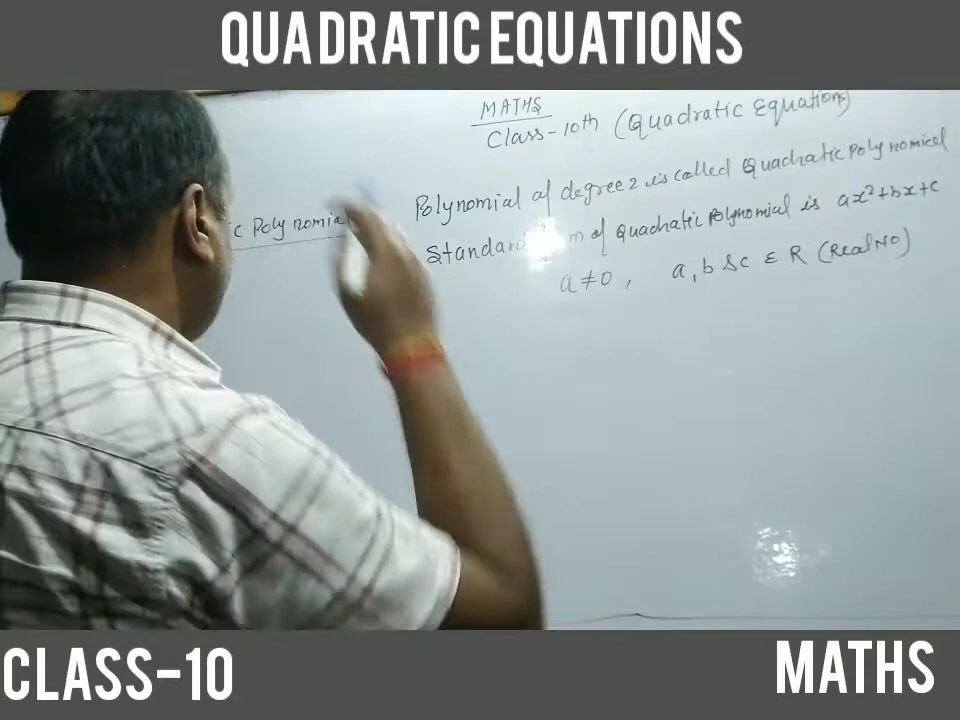 QUADRATIC EQUATIONS
MATHS
Class-10th (Quadratic Equations)
c Polynomial
Polynomial of degree 2 is called Quadratic Polynomical
Standard m of Quadratic Polynomial is ax²+bx+c
a≠0, a, b & c ε R (Real No)
CLASS-10
MATHS